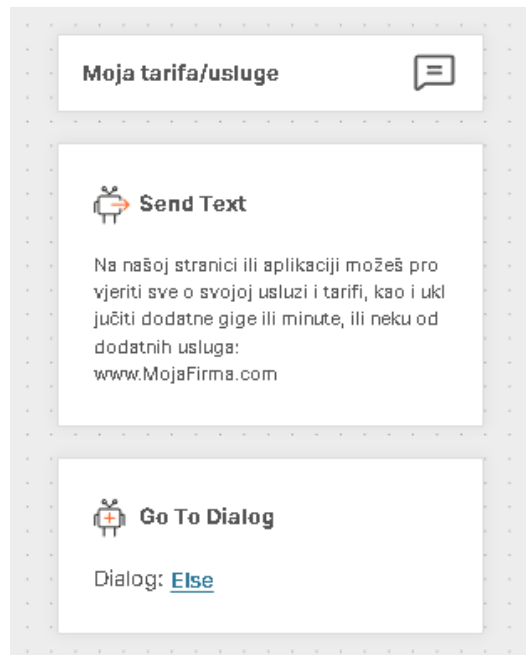 Moja tarifa/usluge
Send Text
Na našoj stranici ili aplikaciji možeš pro
vjeriti sve o svojoj usluzi i tarifi, kao i ukl
jučiti dodatne gige ili minute, ili neku od
dodatnih usluga:
www.MojaFirma.com
Go To Dialog
Dialog: Else